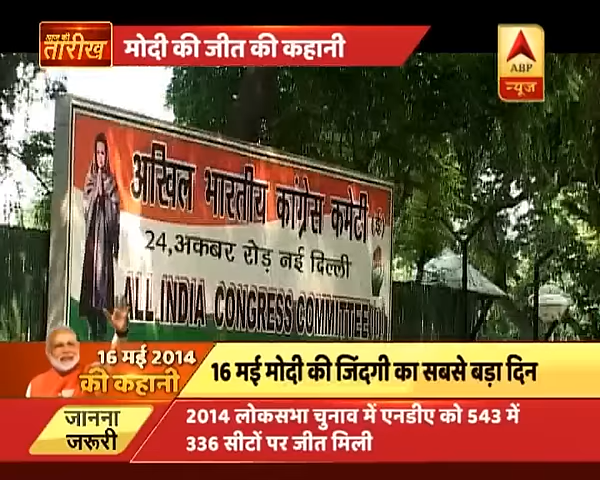 आज की
तारीख
मोदी की जीत की कहानी
ABP
न्यूज़
अखिल भारतीय कांग्रेस कमेटी (ई)
24,अकबर रोड़ नई दिल्ली
ALL INDIA CONGRESS COMMITTEE
16 मई 2014
की कहानी
16 मई मोदी की जिंदगी का सबसे बड़ा दिन
जानना
जरूरी
2014 लोकसभा चुनाव में एनडीए को 543 में
336 सीटों पर जीत मिली